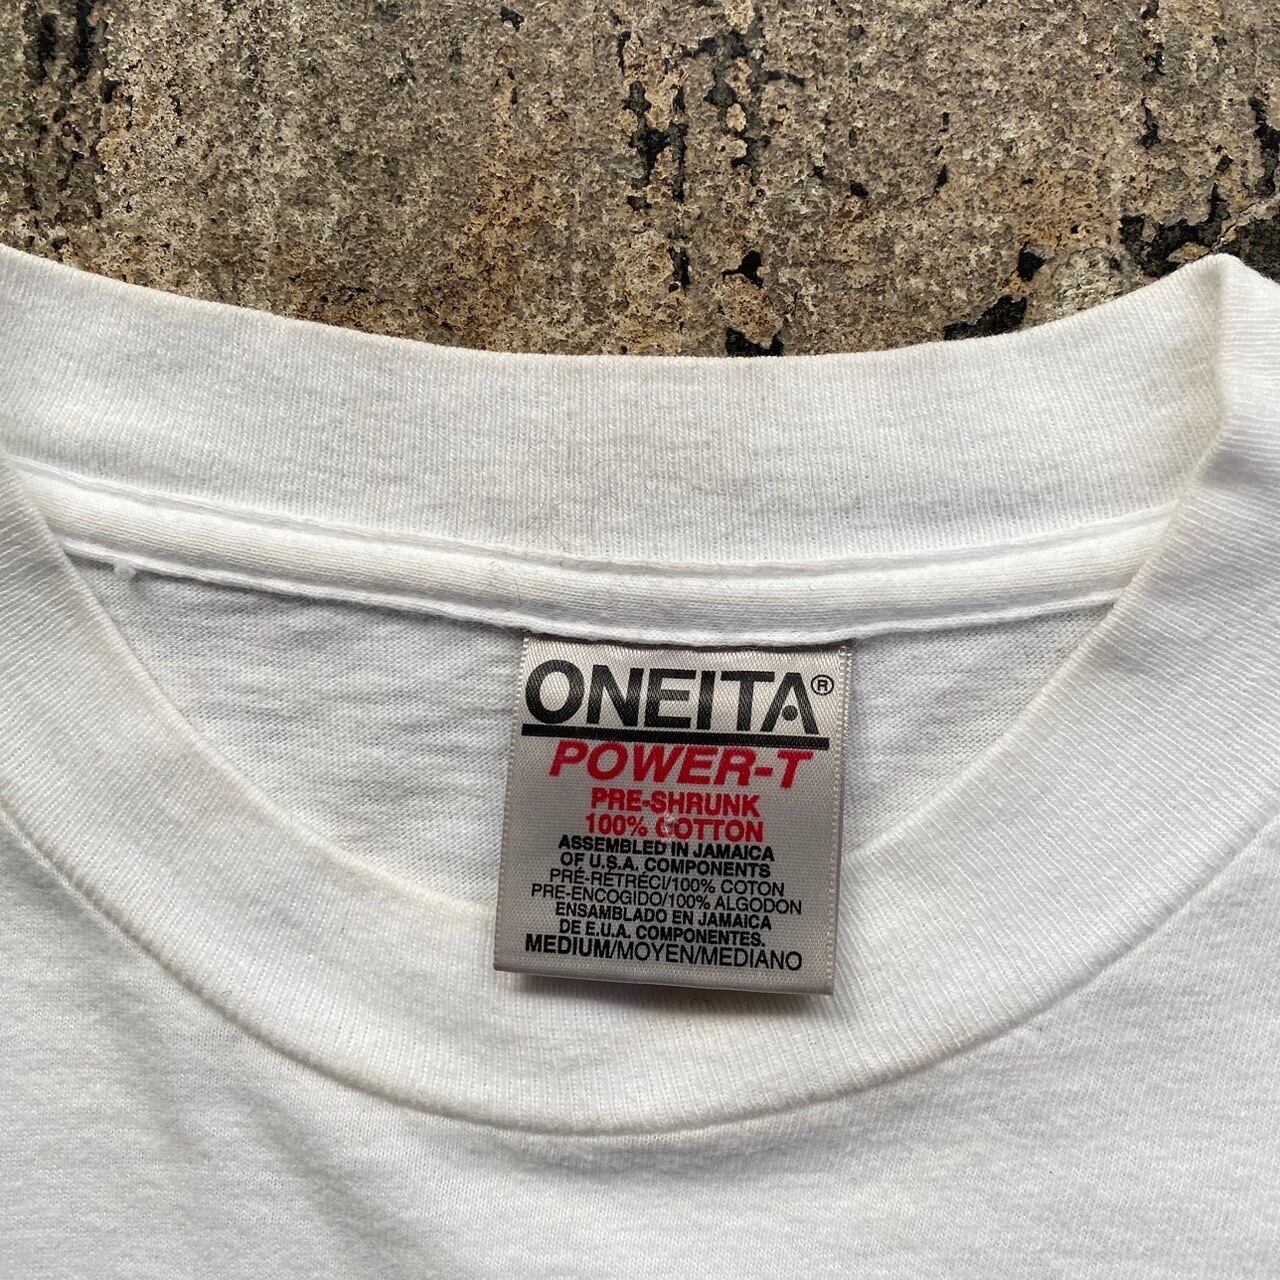 ONEITA®
POWER-T
PRE-SHRUNK
100% COTTON
ASSEMBLED IN JAMAICA
OF U.S.A. COMPONENTS
PRÉ-RÉTRÉCI/100% COTON
PRE-ENCOGIDO/100% ALGODON
ENSAMBLADO EN JAMAICA
DE E.U.A. COMPONENTES.
MEDIUM/MOYEN/MEDIANO